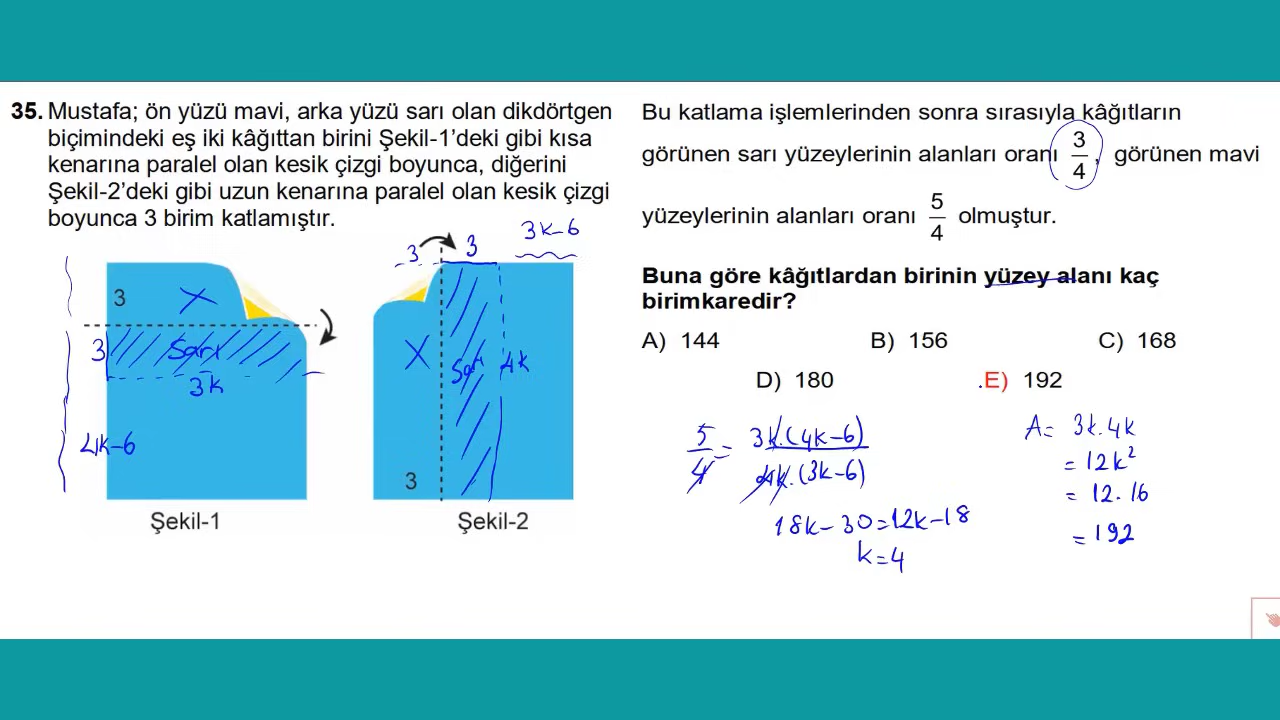 35. Mustafa; ön yüzü mavi, arka yüzü sarı olan dikdörtgen
biçimindeki eş iki kâğıttan birini Şekil-1’deki gibi kısa
kenarına paralel olan kesik çizgi boyunca, diğerini
Şekil-2’deki gibi uzun kenarına paralel olan kesik çizgi
boyunca 3 birim katlamıştır.
3 3 3k-6
3 X
3 Sarı
3k
4k-6
X Sarı 4k
3
Şekil-1 Şekil-2
Bu katlama işlemlerinden sonra sırasıyla kâğıtların
görünen sarı yüzeylerinin alanları oranı 3/4, görünen mavi
yüzeylerinin alanları oranı 5/4 olmuştur.
Buna göre kâğıtlardan birinin yüzey alanı kaç
birimkaredir?
A) 144 B) 156 C) 168
D) 180 .E) 192
5/4 = 3k.(4k-6)/4k.(3k-6)
18k-30=12k-18
k=4
A= 3k.4k
= 12k²
= 12.16
= 192